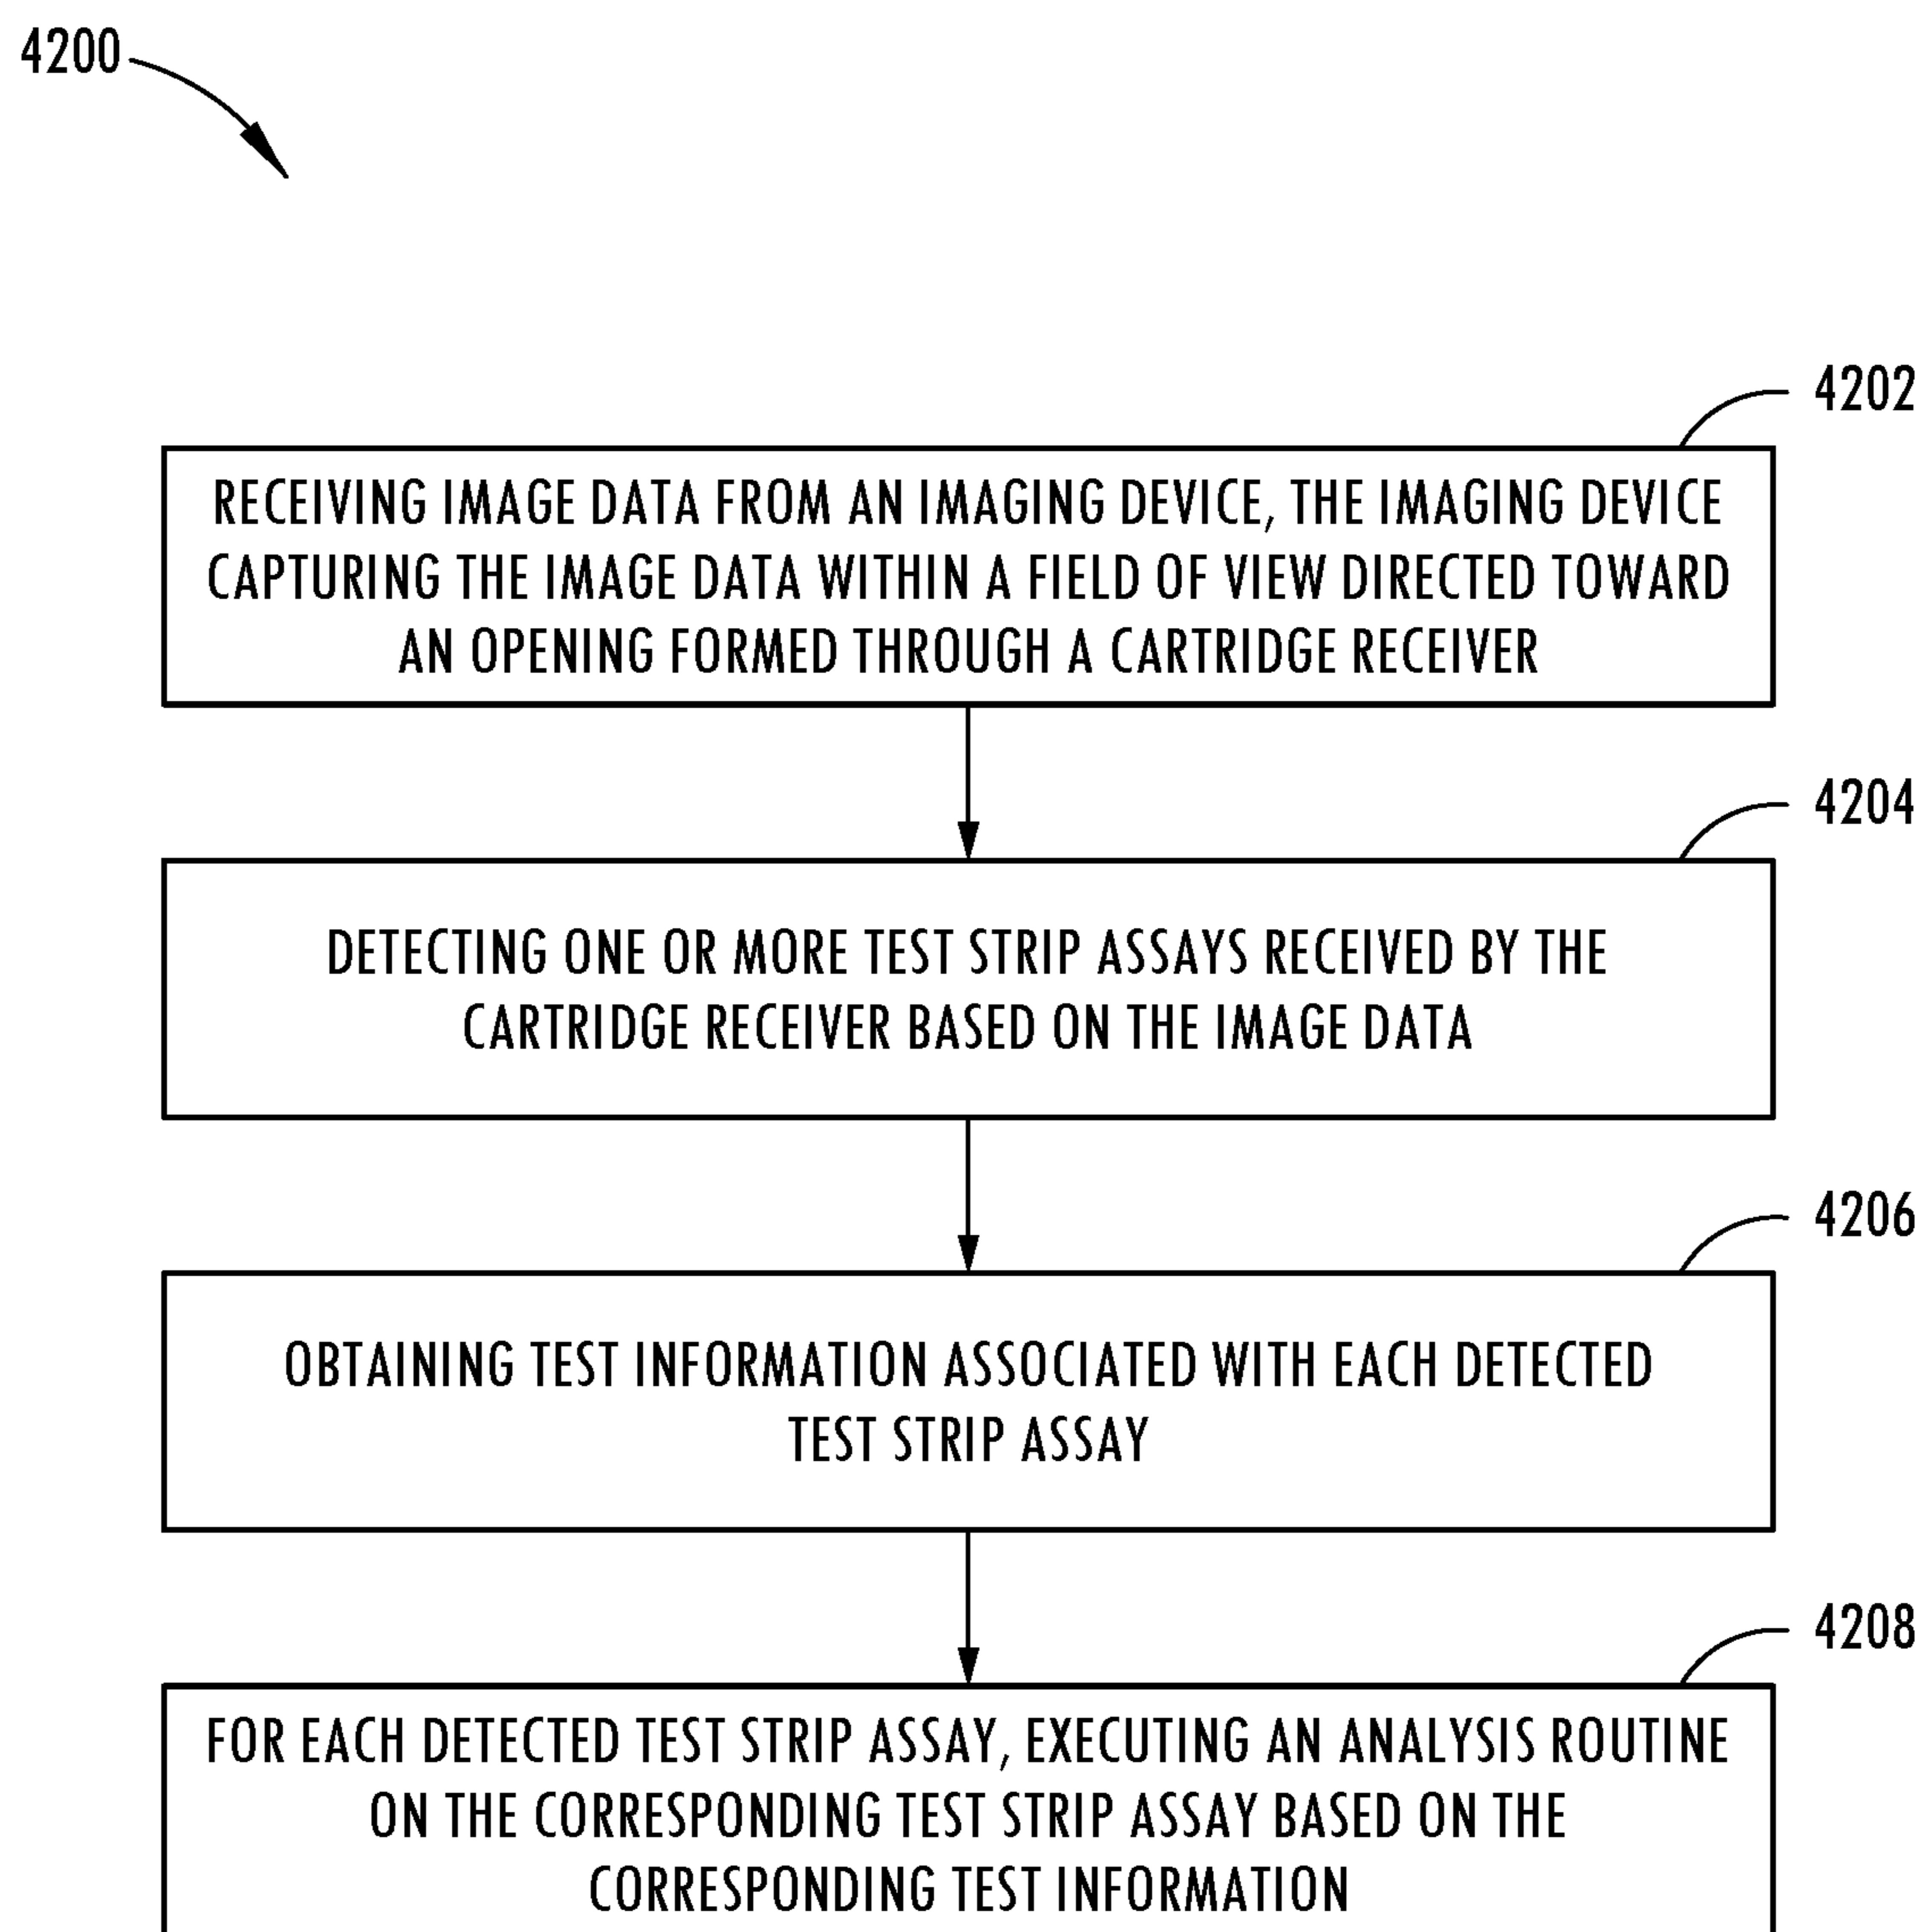 4200
4202
RECEIVING IMAGE DATA FROM AN IMAGING DEVICE, THE IMAGING DEVICE
CAPTURING THE IMAGE DATA WITHIN A FIELD OF VIEW DIRECTED TOWARD
AN OPENING FORMED THROUGH A CARTRIDGE RECEIVER
4204
DETECTING ONE OR MORE TEST STRIP ASSAYS RECEIVED BY THE
CARTRIDGE RECEIVER BASED ON THE IMAGE DATA
4206
OBTAINING TEST INFORMATION ASSOCIATED WITH EACH DETECTED
TEST STRIP ASSAY
4208
FOR EACH DETECTED TEST STRIP ASSAY, EXECUTING AN ANALYSIS ROUTINE
ON THE CORRESPONDING TEST STRIP ASSAY BASED ON THE
CORRESPONDING TEST INFORMATION